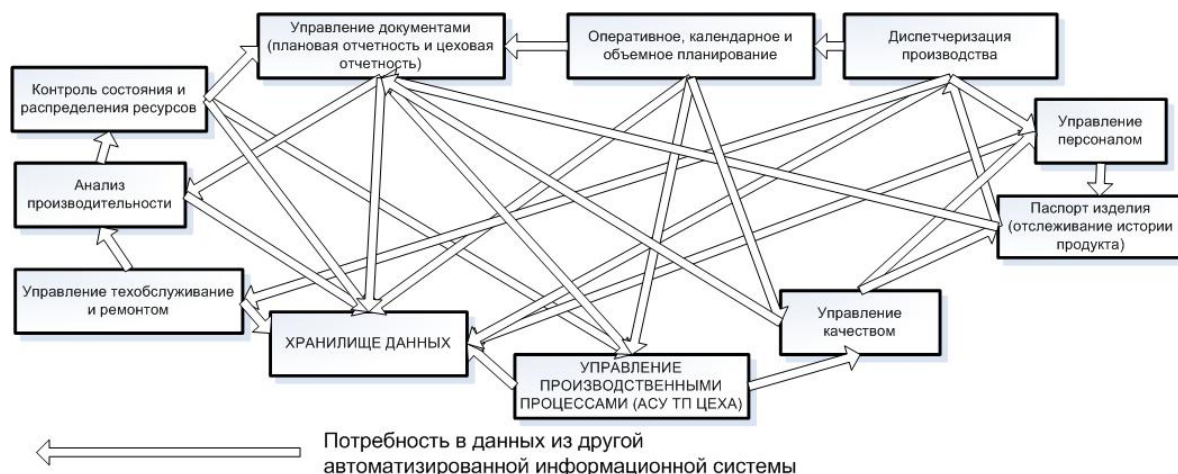 Управление документами
(плановая отчетность и цеховая
отчетность)
Оперативное, календарное и
объемное планирование
Диспетчеризация
производства
Контроль состояния и
распределения ресурсов
Управление
персоналом
Анализ
производительности
Паспорт изделия
(отслеживание истории
продукта)
Управление техобслуживание
и ремонтом
ХРАНИЛИЩЕ ДАННЫХ
Управление
качеством
УПРАВЛЕНИЕ
ПРОИЗВОДСТВЕННЫМИ
ПРОЦЕССАМИ (АСУ ТП ЦЕХА)
Потребность в данных из другой
автоматизированной информационной системы